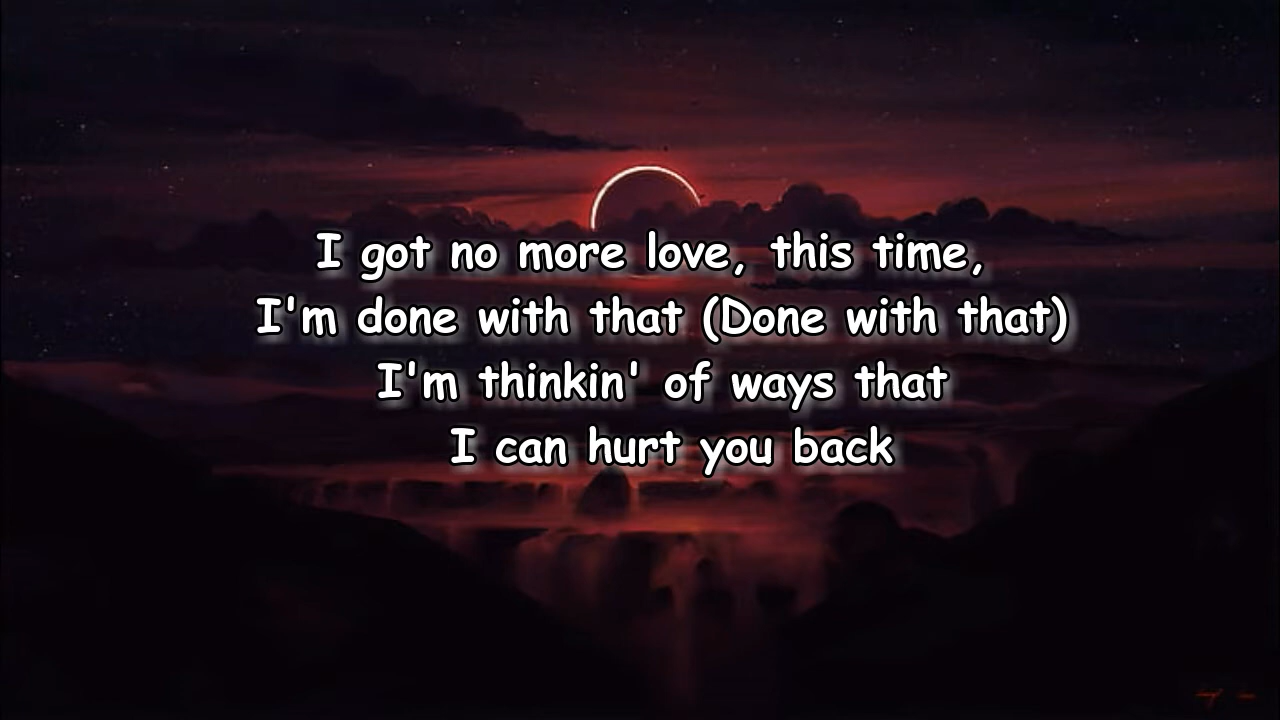 I got no more love, this time,
I'm done with that (Done with that)
I'm thinkin' of ways that
I can hurt you back